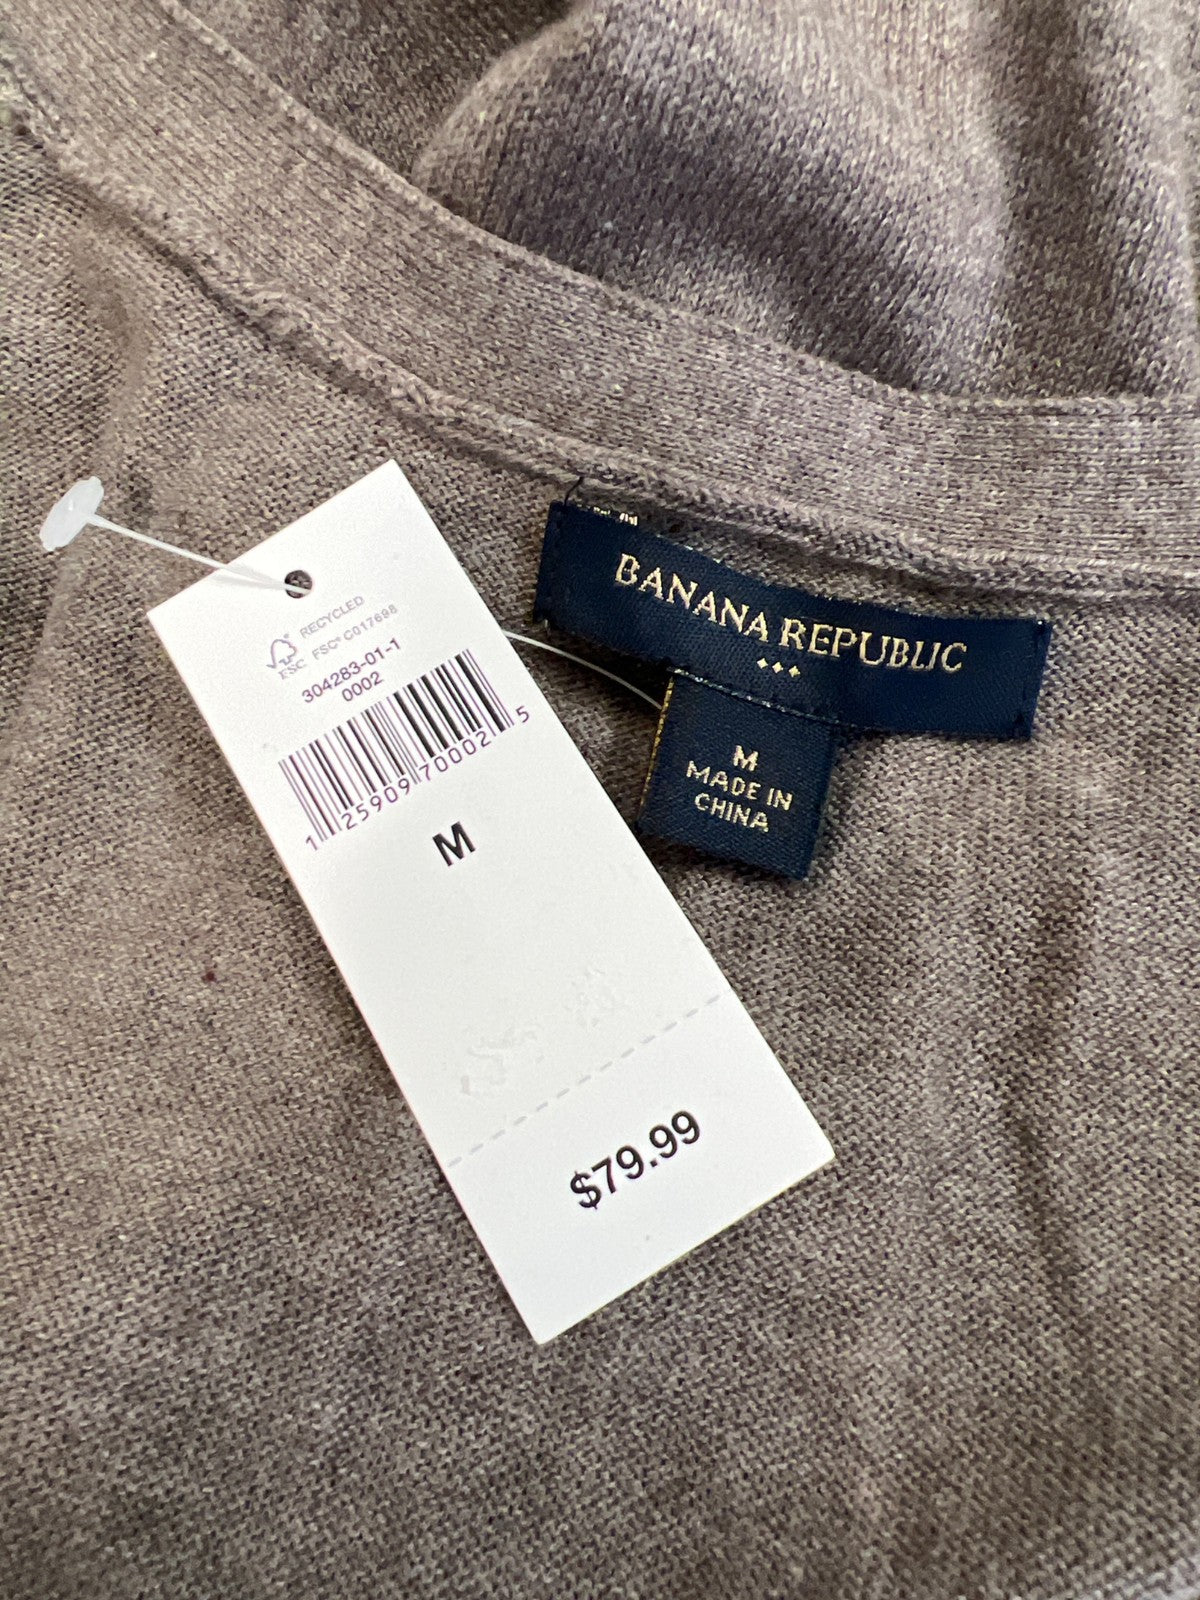 RECYCLED
FSC® C017698
FSC
304283-01-1
0002
1 25909 70002 5
M
$79.99
BANANA REPUBLIC
M
MADE IN
CHINA